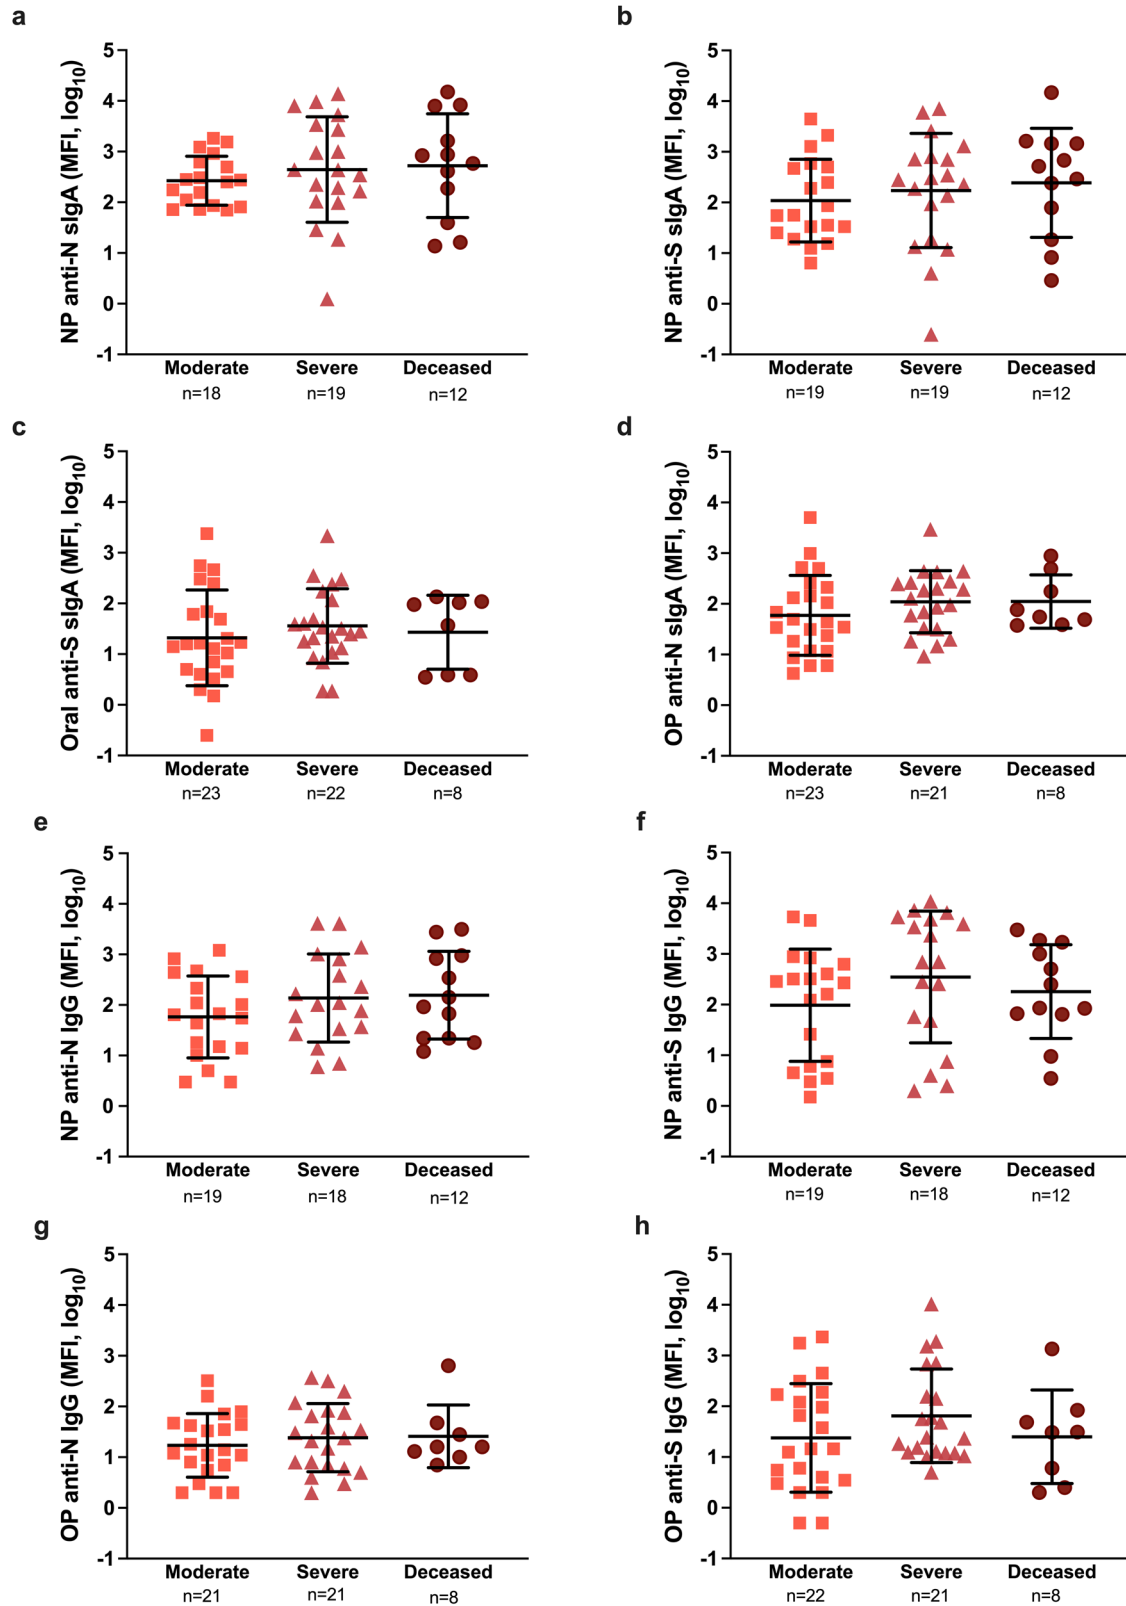 a
NP anti-N sIgA (MFI, log10)
5
4
3
2
1
0
-1
Moderate Severe Deceased
n=18 n=19 n=12
b
NP anti-S sIgA (MFI, log10)
5
4
3
2
1
0
-1
Moderate Severe Deceased
n=19 n=19 n=12
c
Oral anti-S sIgA (MFI, log10)
5
4
3
2
1
0
-1
Moderate Severe Deceased
n=23 n=22 n=8
d
OP anti-N sIgA (MFI, log10)
5
4
3
2
1
0
-1
Moderate Severe Deceased
n=23 n=21 n=8
e
NP anti-N IgG (MFI, log10)
5
4
3
2
1
0
-1
Moderate Severe Deceased
n=19 n=18 n=12
f
NP anti-S IgG (MFI, log10)
5
4
3
2
1
0
-1
Moderate Severe Deceased
n=19 n=18 n=12
g
OP anti-N IgG (MFI, log10)
5
4
3
2
1
0
-1
Moderate Severe Deceased
n=21 n=21 n=8
h
OP anti-S IgG (MFI, log10)
5
4
3
2
1
0
-1
Moderate Severe Deceased
n=22 n=21 n=8